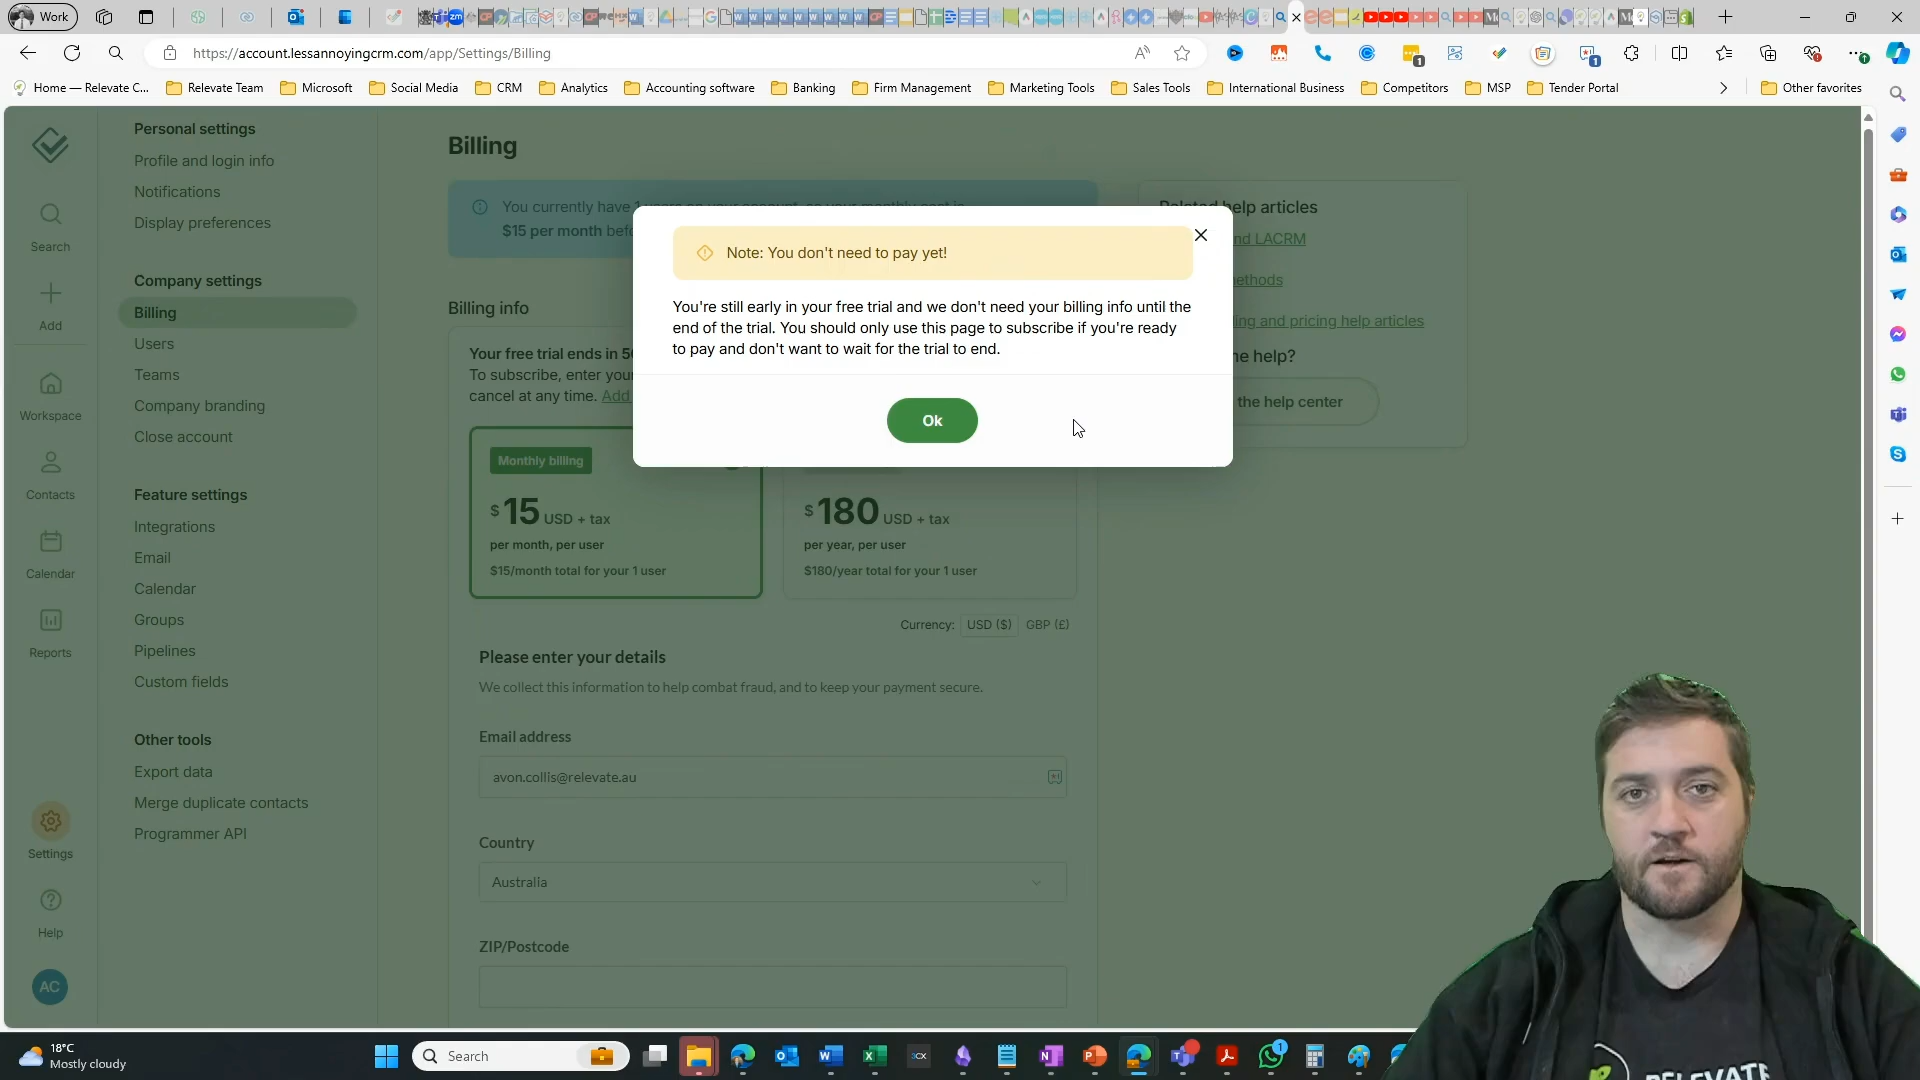 Work
https://account.lessannoyingcrm.com/app/Settings/Billing
Home — Relevate C...
Relevate Team
Microsoft
Social Media
CRM
Analytics
Accounting software
Banking
Firm Management
Marketing Tools
Sales Tools
International Business
Competitors
MSP
Tender Portal
Other favorites
Search
Add
Workspace
Contacts
Calendar
Reports
Settings
Help
AC
Personal settings
Profile and login info
Notifications
Display preferences
Company settings
Billing
Users
Teams
Company branding
Close account
Feature settings
Integrations
Email
Calendar
Groups
Pipelines
Custom fields
Other tools
Export data
Merge duplicate contacts
Programmer API
Billing
You currently have 1 users on your account, so your monthly cost is
$15 per month
Note: You don't need to pay yet!
You're still early in your free trial and we don't need your billing info until the
end of the trial. You should only use this page to subscribe if you're ready
to pay and don't want to wait for the trial to end.
Ok
Billing info
Your free trial ends in
To subscribe, enter
cancel at any time. Add
Monthly billing
$ 15 USD + tax
per month, per user
$15/month total for your 1 user
$ 180 USD + tax
per year, per user
$180/year total for your 1 user
Currency: USD ($) GBP (£)
Please enter your details
We collect this information to help combat fraud, and to keep your payment secure.
Email address
avon.collis@relevate.au
Country
Australia
ZIP/Postcode
Related help articles
LACRM
and pricing help articles
help?
the help center
18°C
Mostly cloudy
Search
RELEVATE